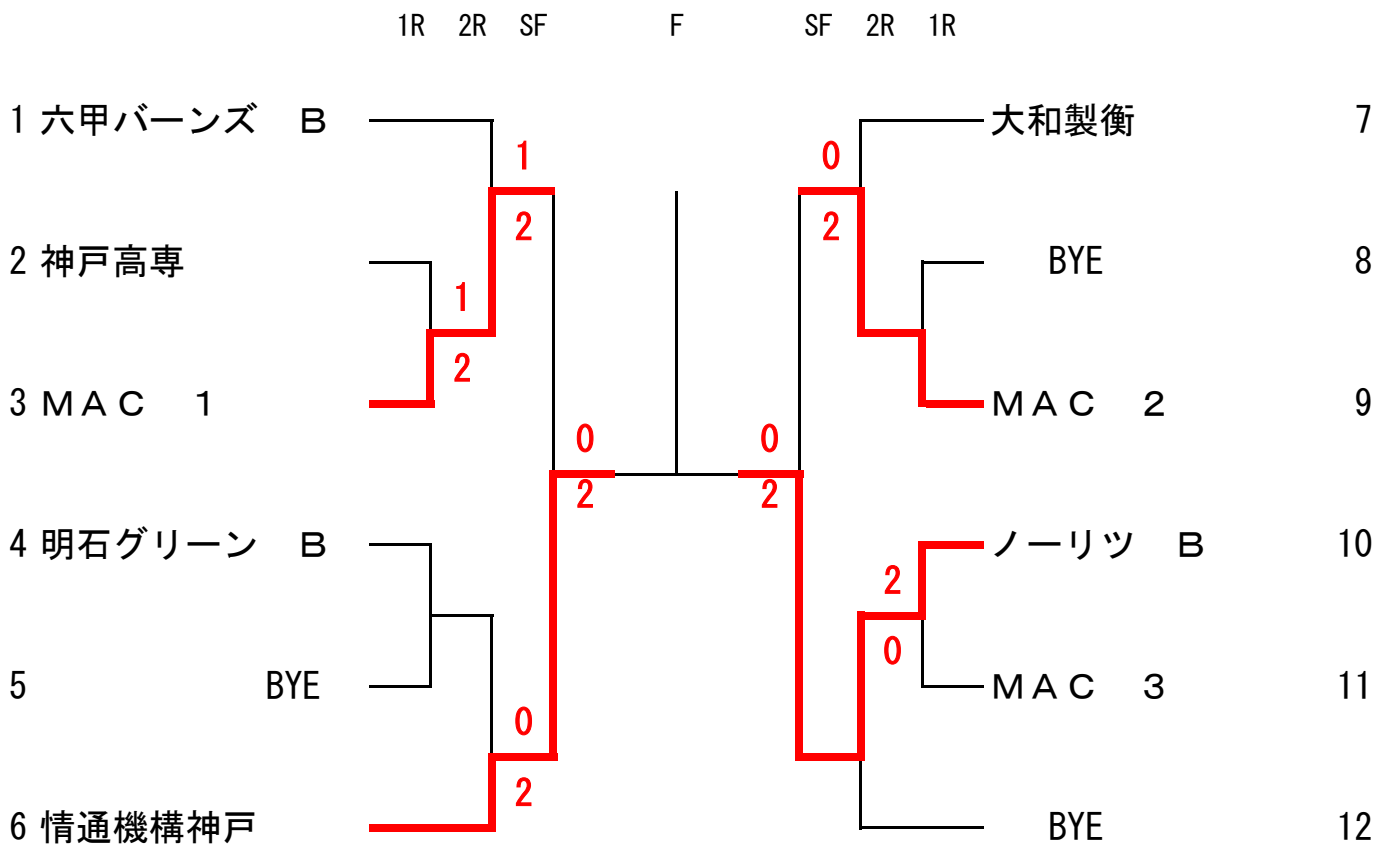 1R 2R SF F SF 2R 1R
1 六甲バーンズ　B 大和製衡 7
1 0
2 2
2 神戸高専 BYE 8
1
2
3 ＭＡＣ　１ ＭＡＣ　２ 9
0 0
2 2
4 明石グリーン　B ノーリツ　B 10
2
0
5 BYE ＭＡＣ　３ 11
0
2
6 情通機構神戸 BYE 12